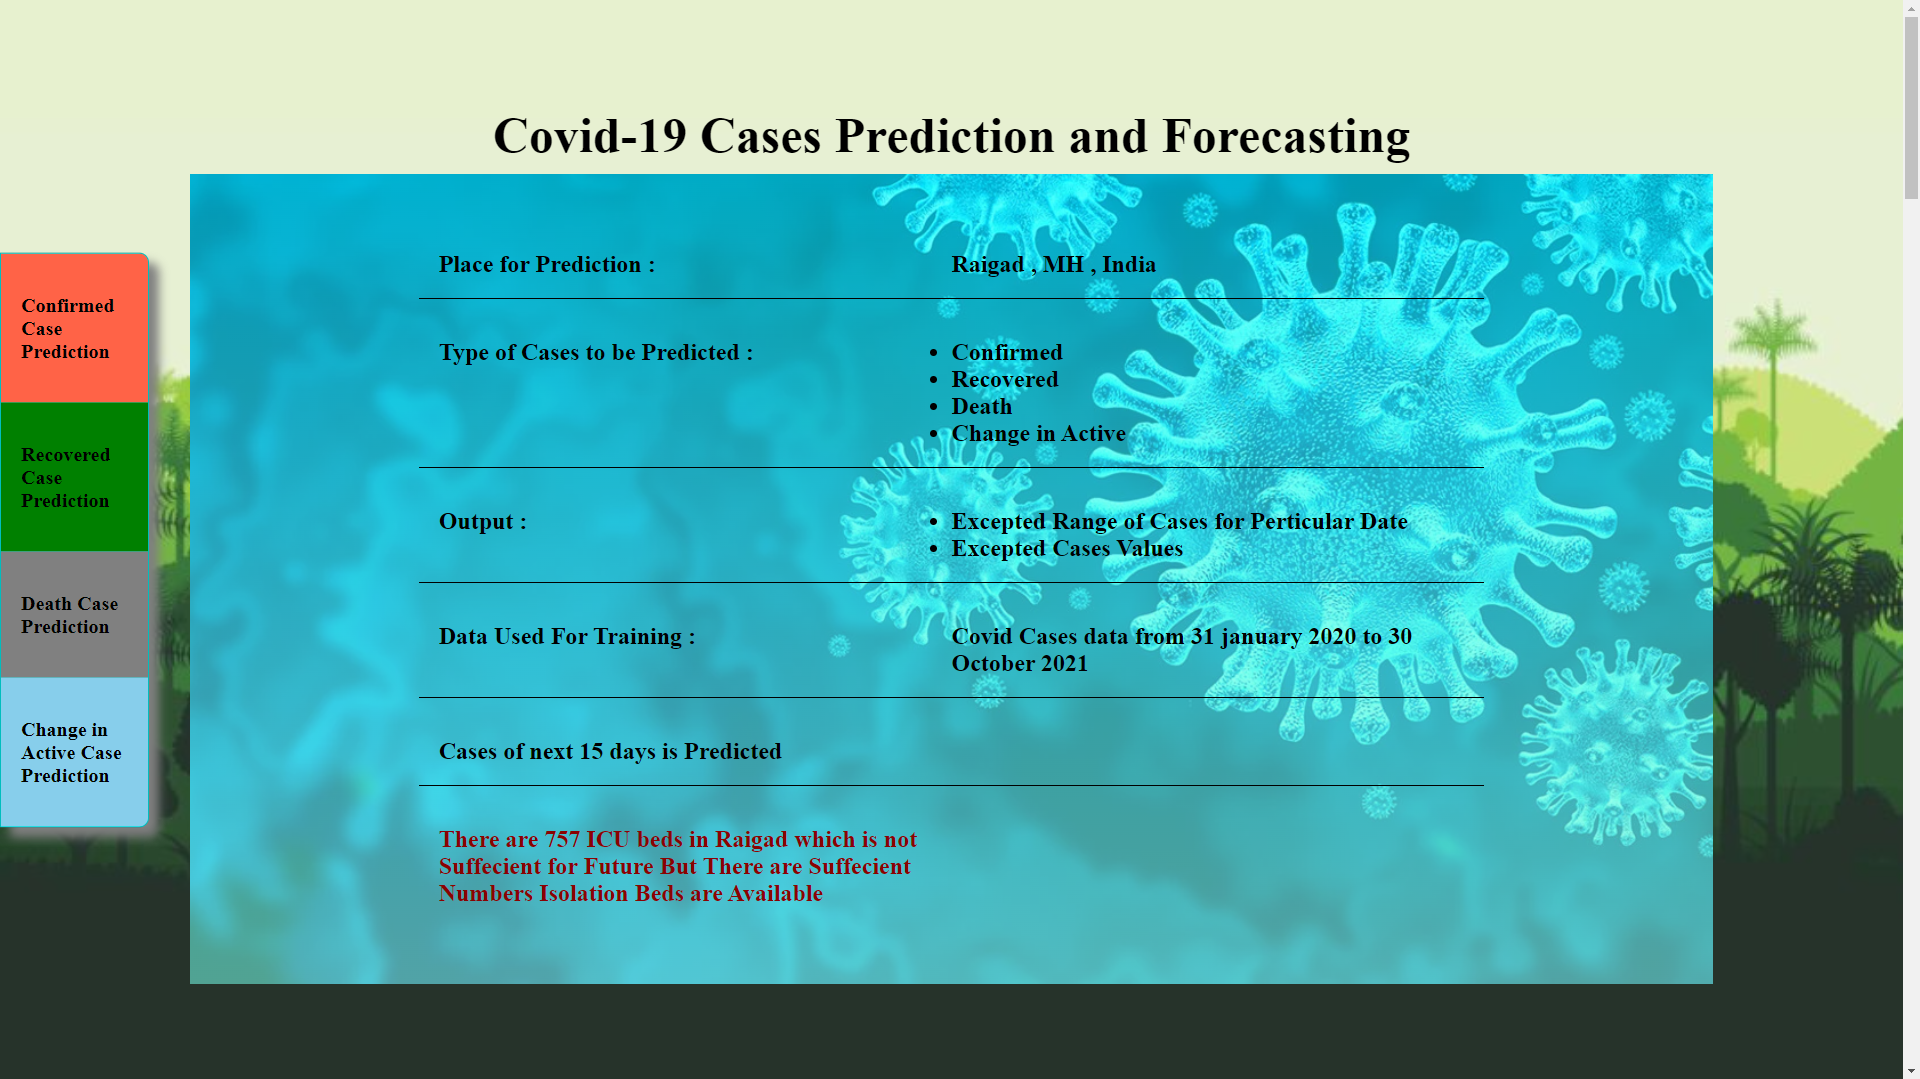 Covid-19 Cases Prediction and Forecasting
Confirmed
Case
Prediction
Recovered
Case
Prediction
Death Case
Prediction
Change in
Active Case
Prediction
Place for Prediction :
Raigad , MH , India
Type of Cases to be Predicted :
• Confirmed
• Recovered
• Death
• Change in Active
Output :
• Excepted Range of Cases for Perticular Date
• Excepted Cases Values
Data Used For Training :
Covid Cases data from 31 january 2020 to 30
October 2021
Cases of next 15 days is Predicted
There are 757 ICU beds in Raigad which is not
Suffecient for Future But There are Suffecient
Numbers Isolation Beds are Available